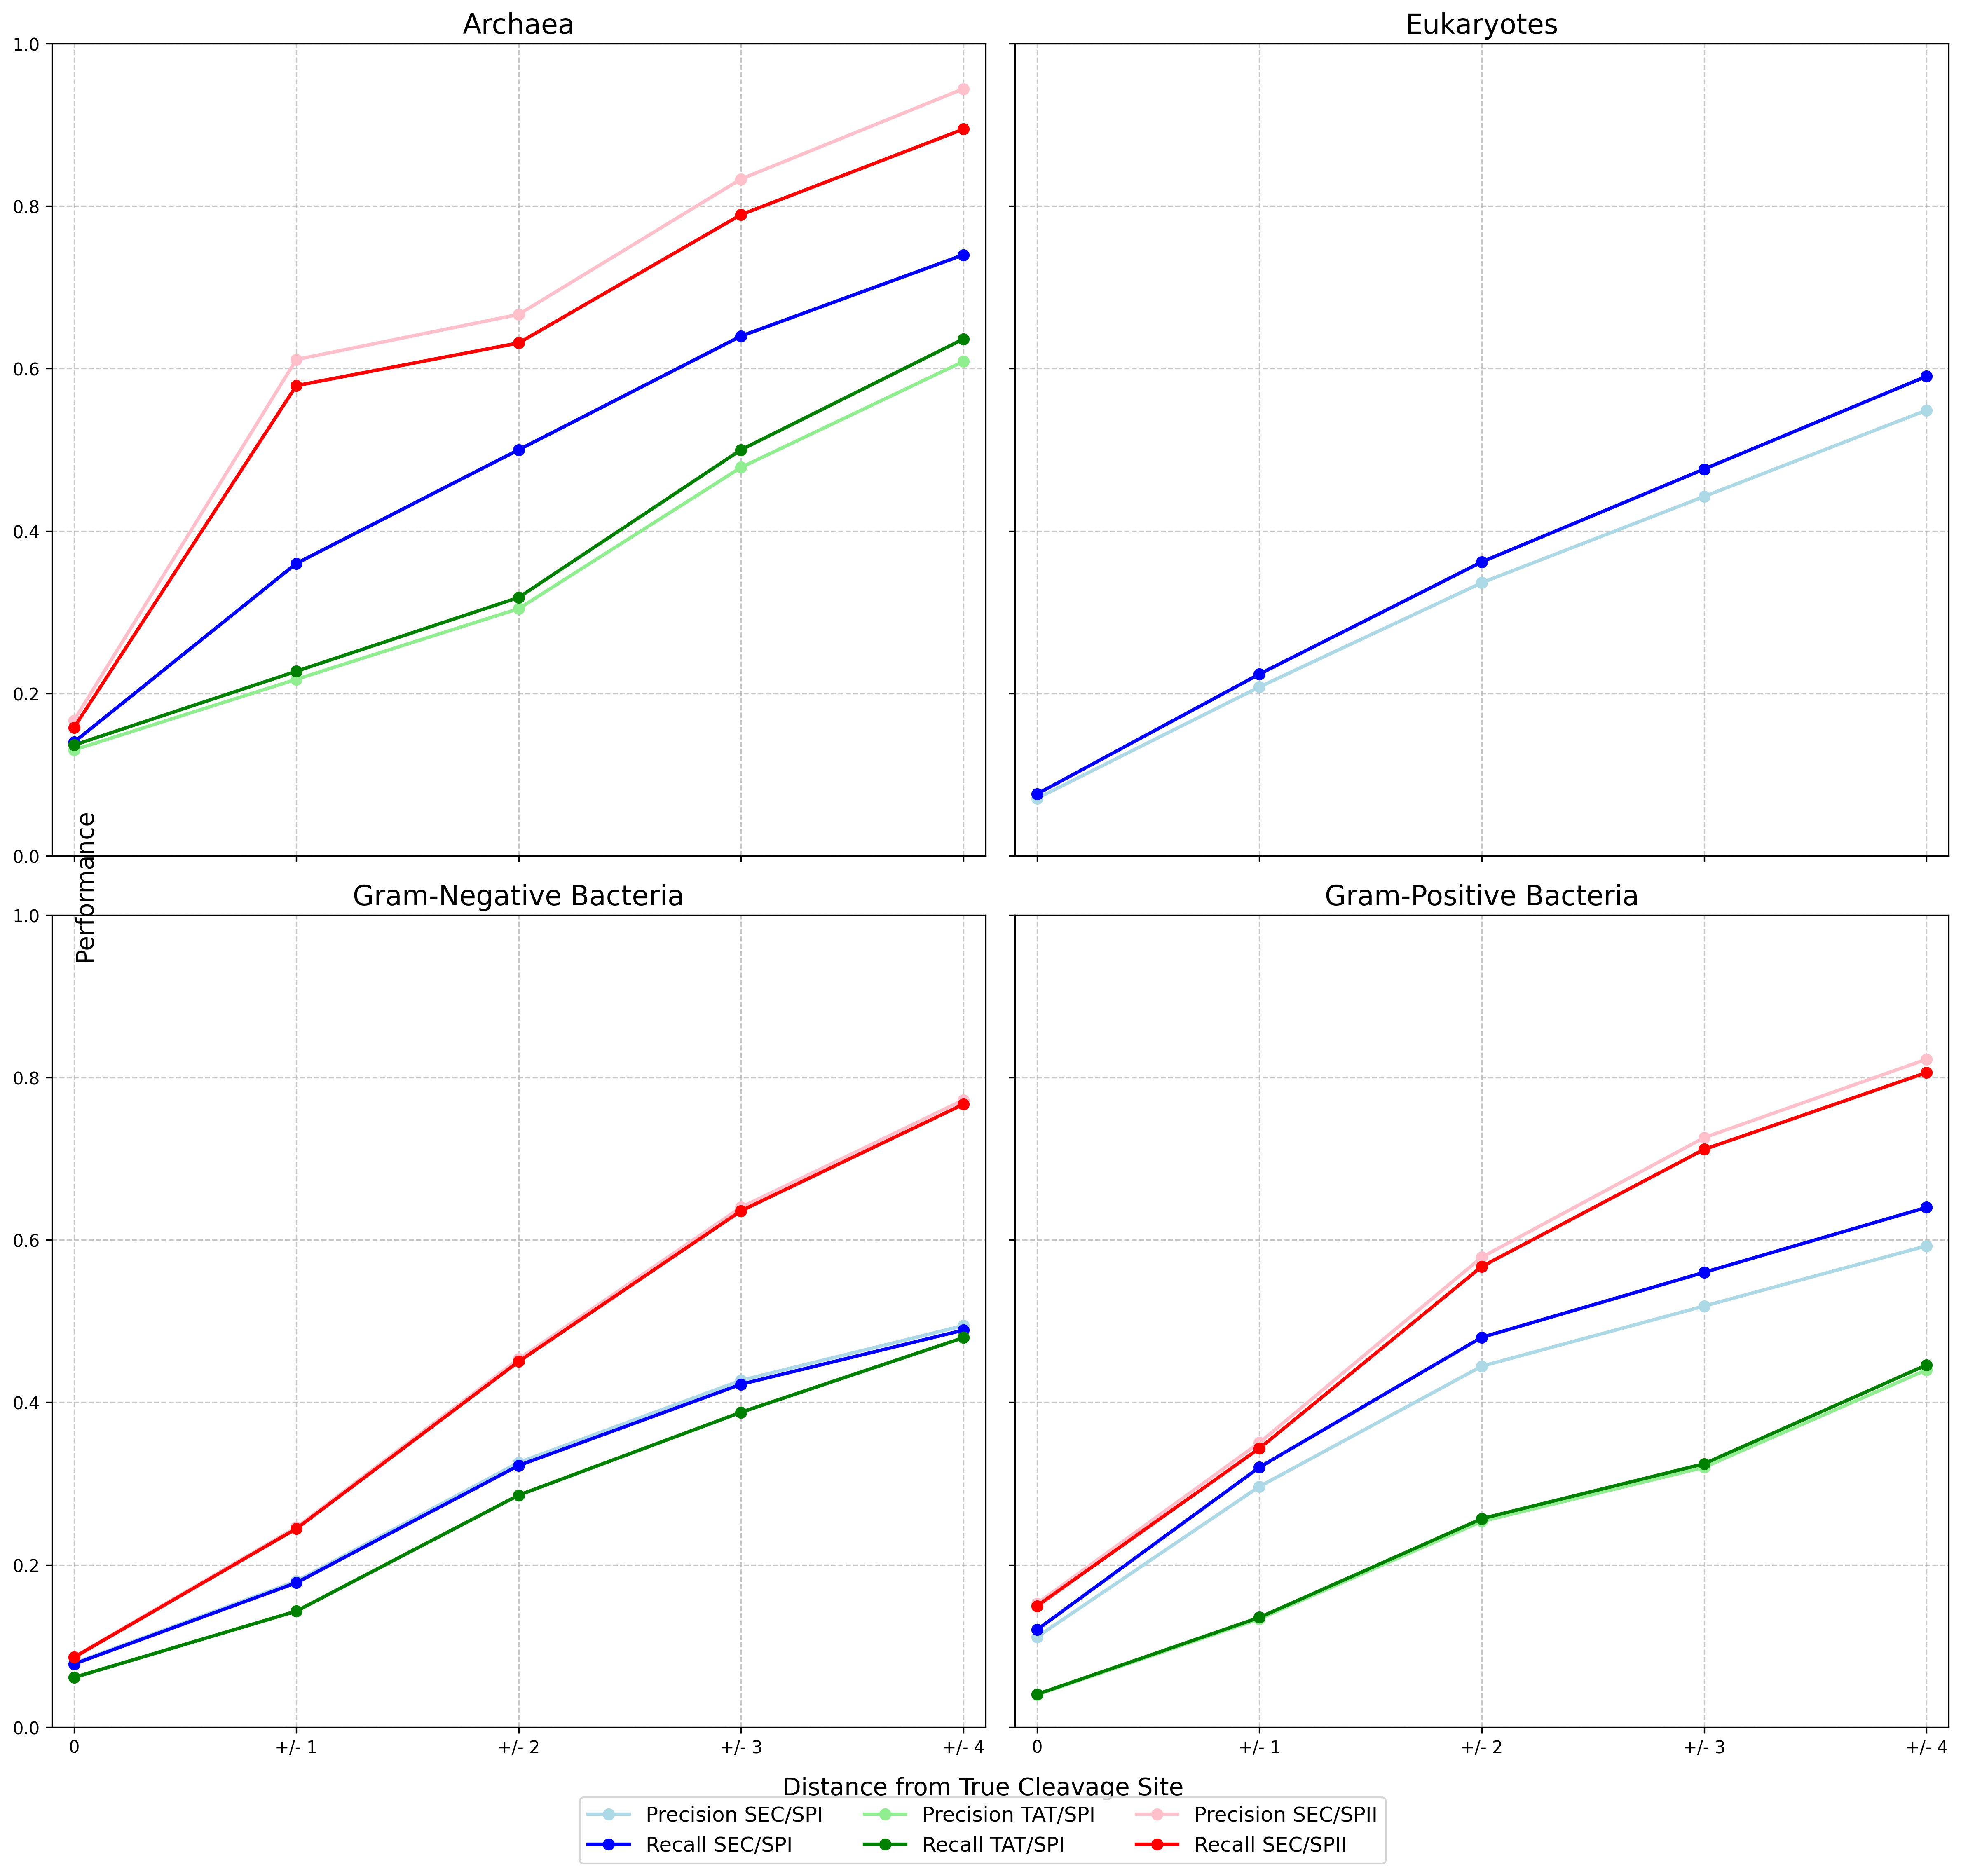 Archaea
Eukaryotes
1.0
0.8
0.6
0.4
0.2
0.0
Performance
Gram-Negative Bacteria
Gram-Positive Bacteria
1.0
0.8
0.6
0.4
0.2
0.0
0 +/- 1 +/- 2 +/- 3 +/- 4
0 +/- 1 +/- 2 +/- 3 +/- 4
Distance from True Cleavage Site
Precision SEC/SPI Precision TAT/SPI Precision SEC/SPII
Recall SEC/SPI Recall TAT/SPI Recall SEC/SPII